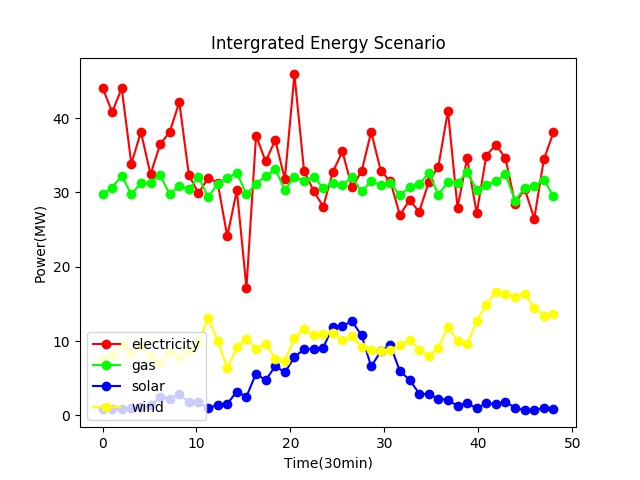 Intergrated Energy Scenario
Power(MW)
40
30
20
10
0
electricity
gas
solar
wind
0 10 20 30 40 50
Time(30min)